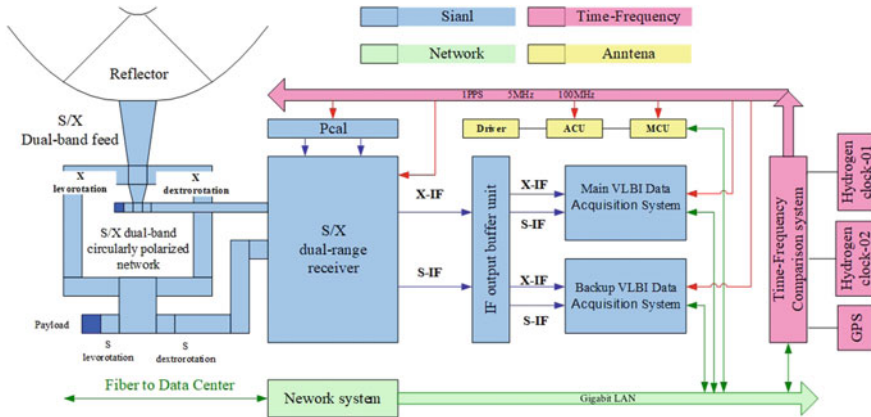 Sianl
Time-Frequency
Network
Anntena
Reflector
S/X
Dual-band feed
1PPS 5MHz 100MHz
Pcal
Driver
ACU
MCU
X
levorotation
X
dextrorotation
S/X dual-band
circularly polarized
network
S/X
dual-range
receiver
X-IF
S-IF
IF output buffer unit
X-IF
S-IF
Main VLBI Data
Acquisition System
X-IF
S-IF
Backup VLBI Data
Acquisition System
Time-Frequency
Comparison system
Hydrogen
clock-01
Hydrogen
clock-02
GPS
Payload
S
levorotation
S
dextrorotation
Fiber to Data Center
Nework system
Gigabit LAN